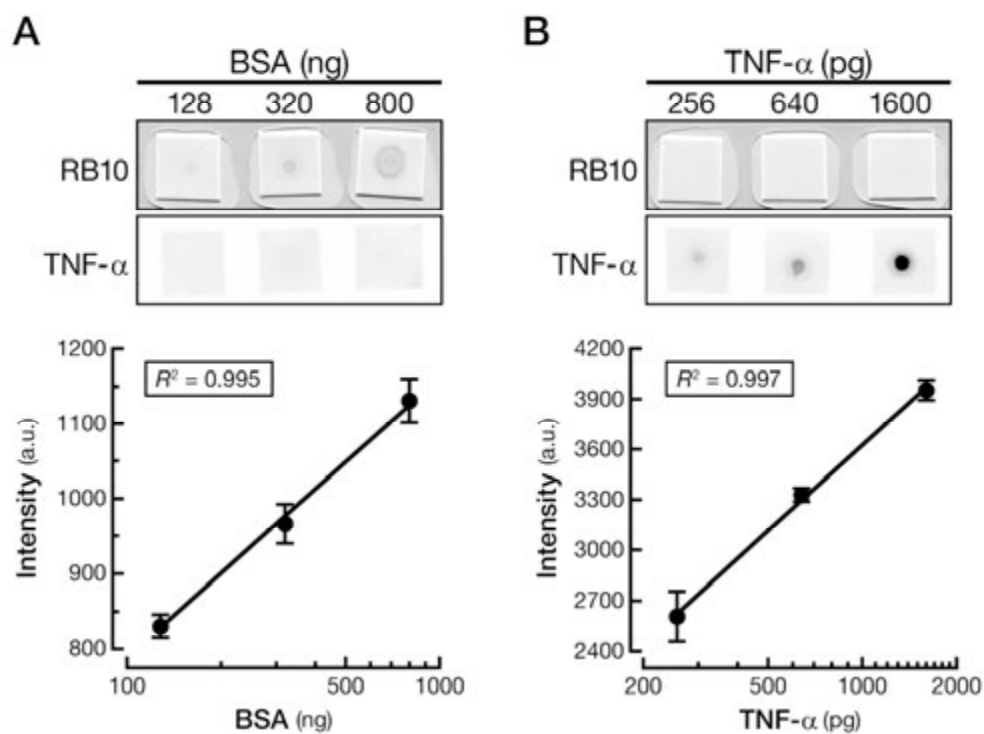 A
BSA (ng)
128 320 800
RB10
TNF-α
1200
1100
1000
900
800
Intensity (a.u.)
R² = 0.995
100 500 1000
BSA (ng)
B
TNF-α (pg)
256 640 1600
RB10
TNF-α
4200
3900
3600
3300
3000
2700
2400
Intensity (a.u.)
R² = 0.997
200 500 1000 2000
TNF-α (pg)